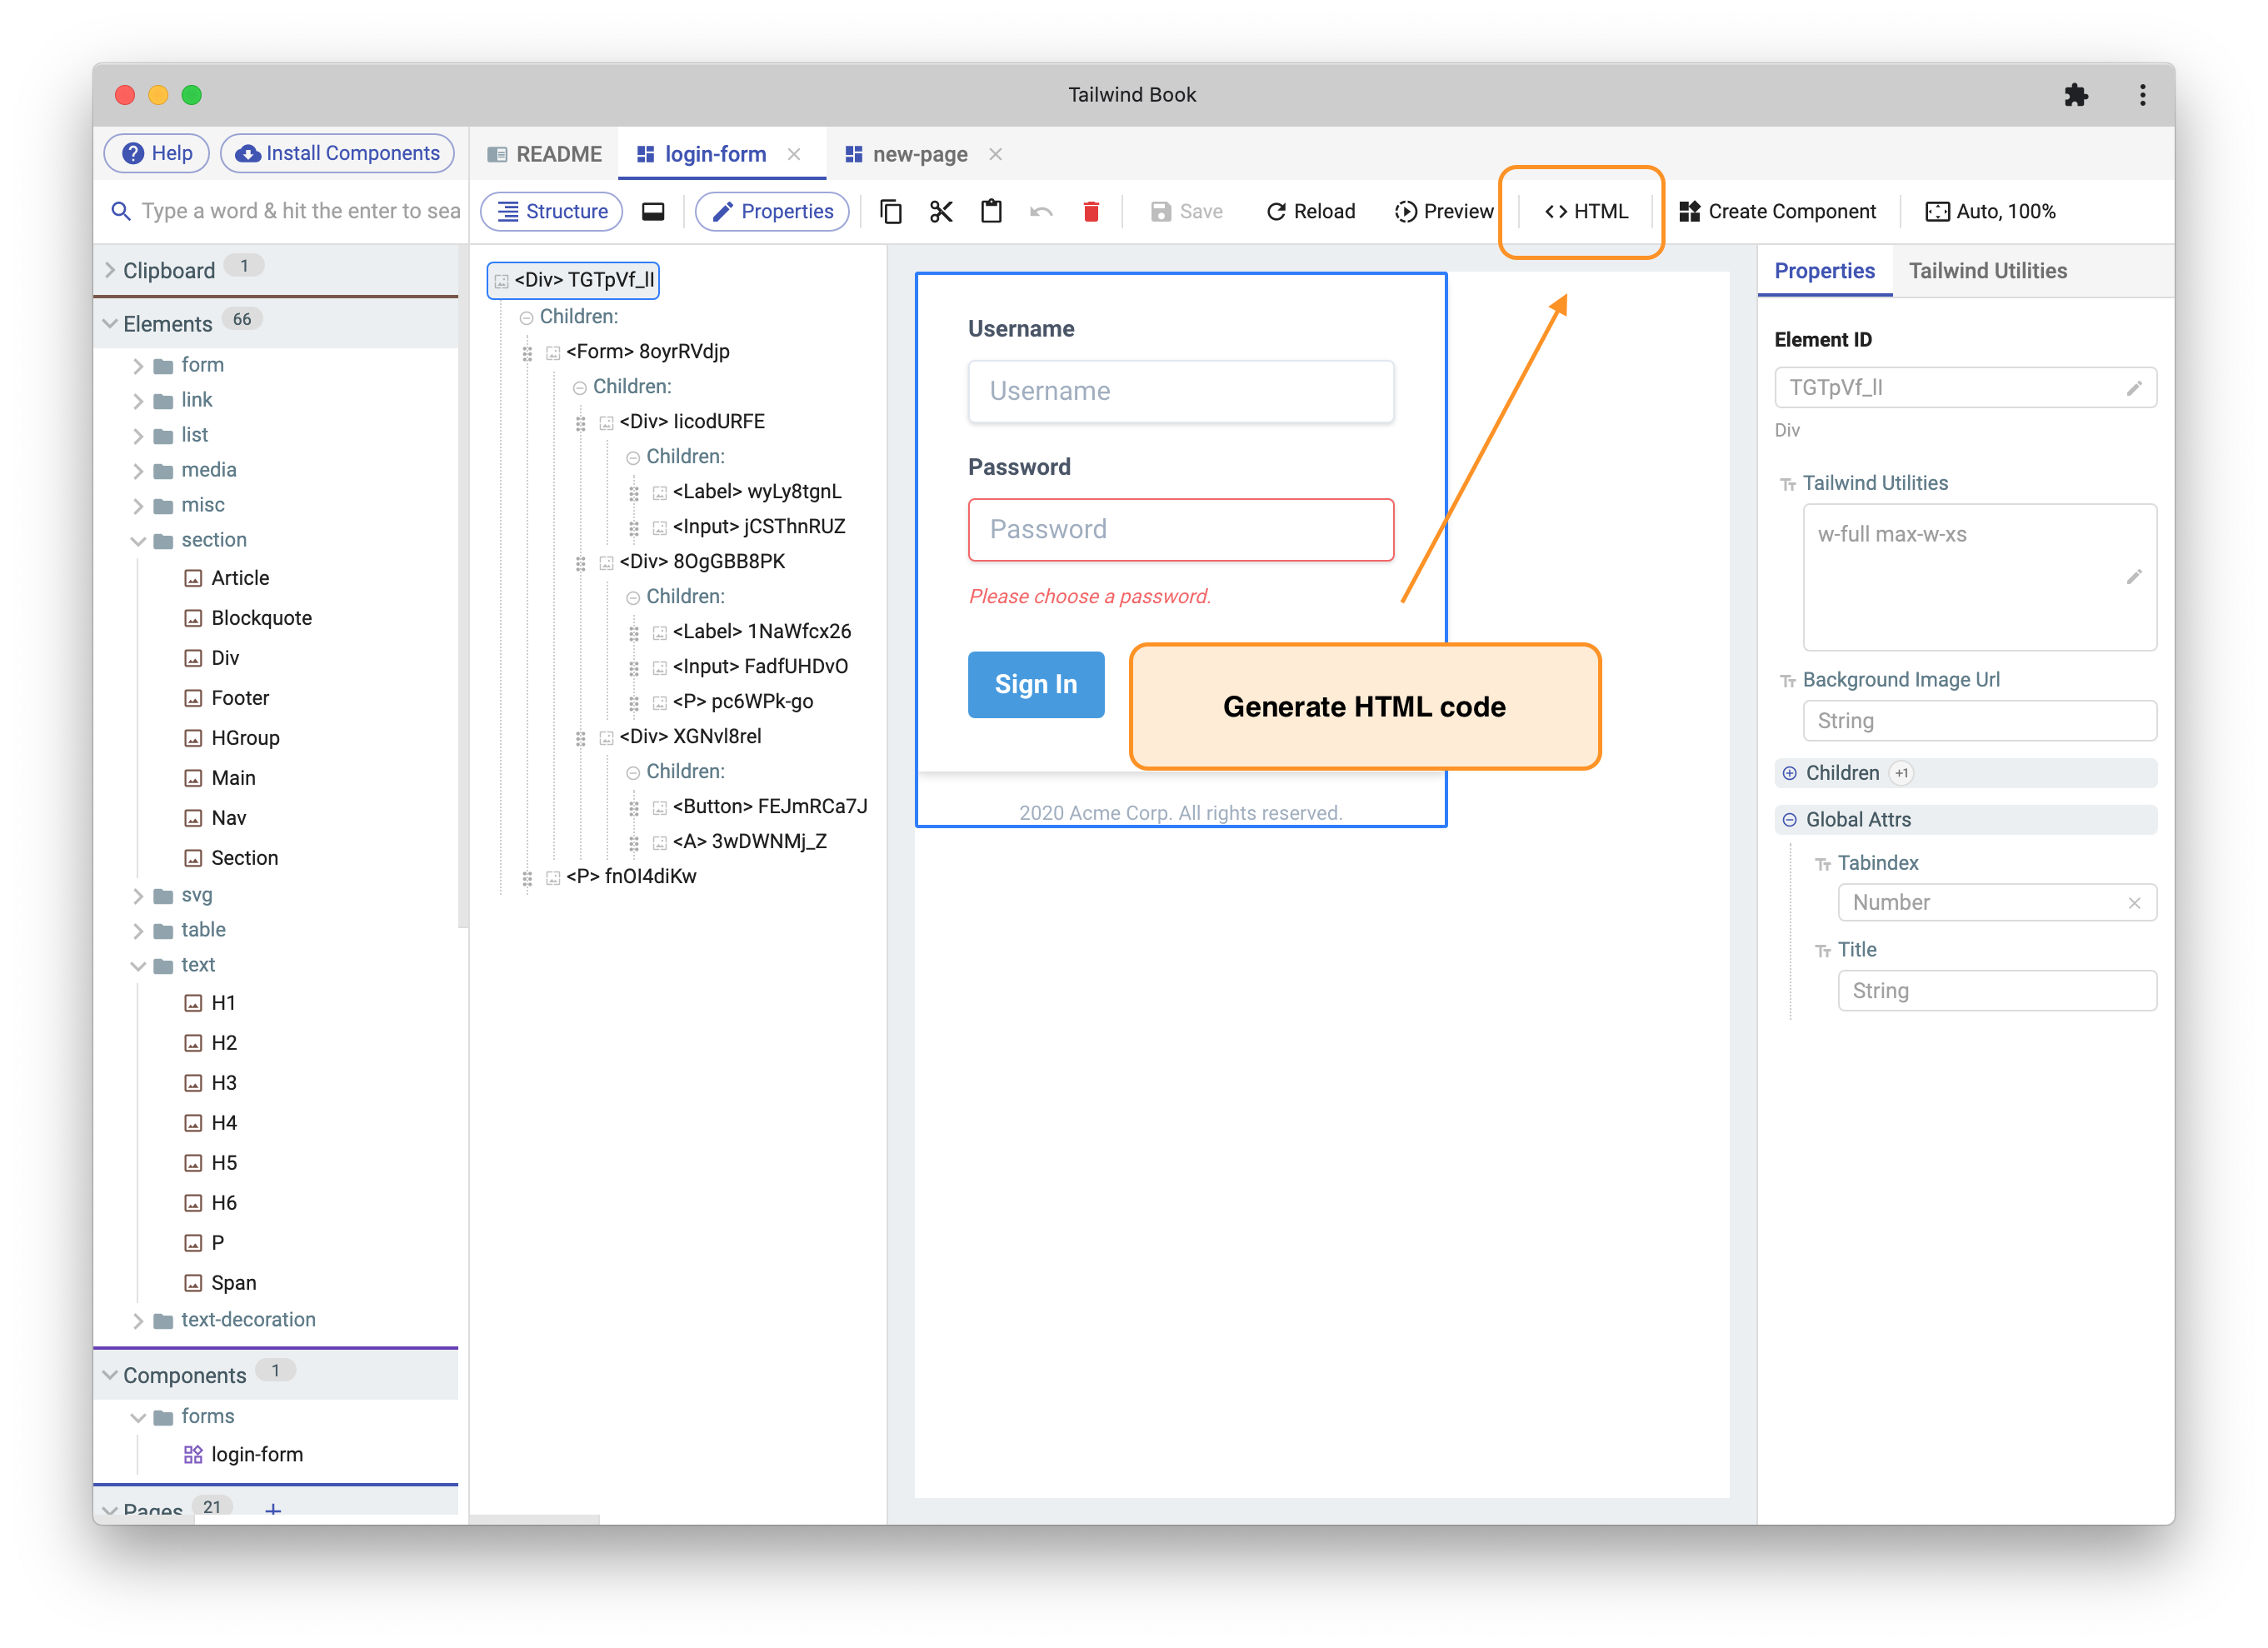 Tailwind Book
Help
Install Components
README
login-form
new-page
Type a word & hit the enter to sea
Structure
Properties
Save
Reload
Preview
<> HTML
Create Component
Auto, 100%
Clipboard 1
Elements 66
form
link
list
media
misc
section
Article
Blockquote
Div
Footer
HGroup
Main
Nav
Section
svg
table
text
H1
H2
H3
H4
H5
H6
P
Span
text-decoration
Components 1
forms
login-form
Pages 21 +
<Div> TGTpVf_lI
Children:
<Form> 8oyrRVdjp
Children:
<Div> IicodURFE
Children:
<Label> wyLy8tgnL
<Input> jCSThnRUZ
<Div> 8OgGBB8PK
Children:
<Label> 1NaWfcx26
<Input> FadfUHDvO
<P> pc6WPk-go
<Div> XGNvl8rel
Children:
<Button> FEJmRCa7J
<A> 3wDWNMj_Z
<P> fnOI4diKw
Username
Username
Password
Password
Please choose a password.
Sign In
Generate HTML code
2020 Acme Corp. All rights reserved.
Properties
Tailwind Utilities
Element ID
TGTpVf_lI
Div
Tailwind Utilities
w-full max-w-xs
Background Image Url
String
Children +1
Global Attrs
Tabindex
Number
Title
String